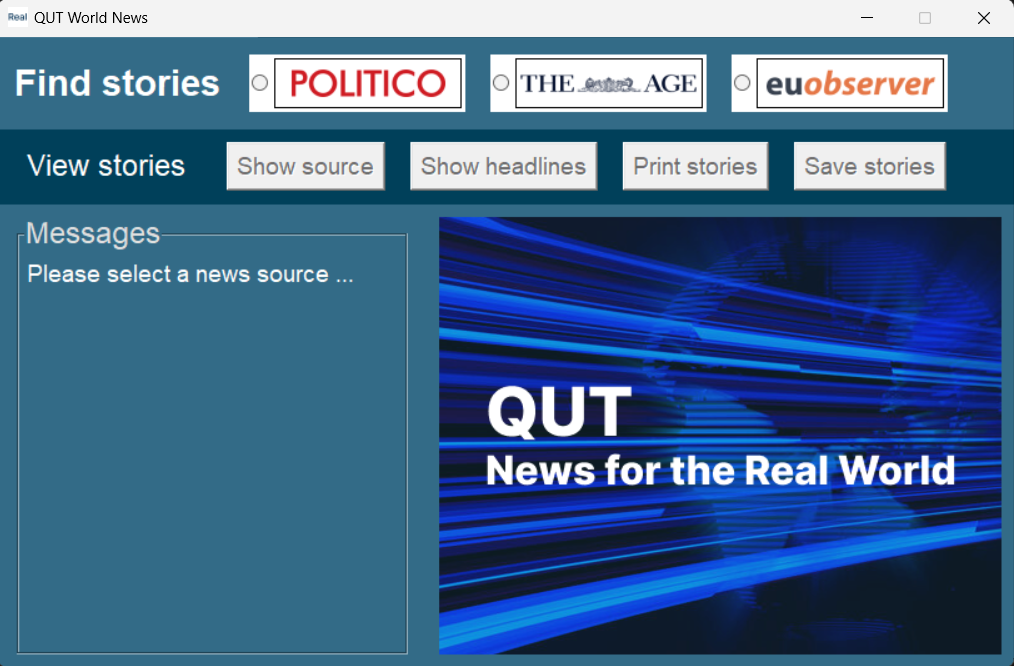 Real QUT World News
Find stories POLITICO THE AGE euobserver
View stories Show source Show headlines Print stories Save stories
Messages
Please select a news source ...
QUT
News for the Real World